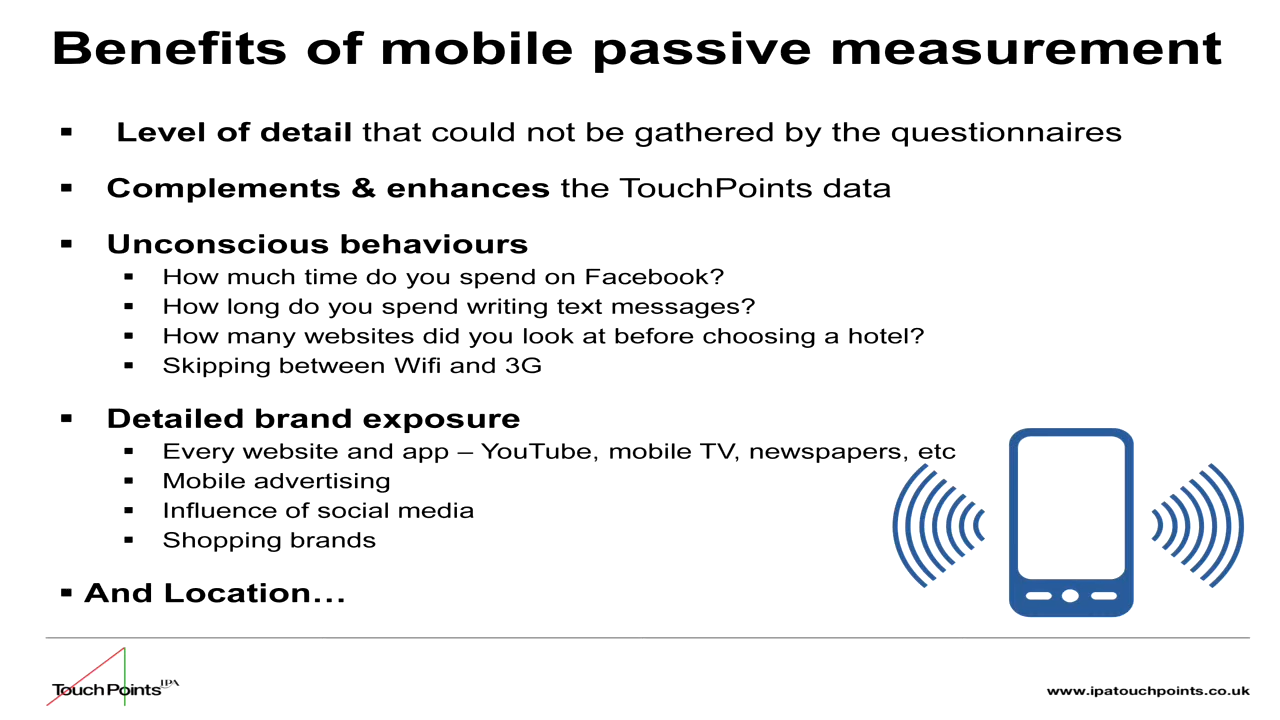 Benefits of mobile passive measurement
▪ Level of detail that could not be gathered by the questionnaires
▪ Complements & enhances the TouchPoints data
▪ Unconscious behaviours
▪ How much time do you spend on Facebook?
▪ How long do you spend writing text messages?
▪ How many websites did you look at before choosing a hotel?
▪ Skipping between Wifi and 3G
▪ Detailed brand exposure
▪ Every website and app – YouTube, mobile TV, newspapers, etc
▪ Mobile advertising
▪ Influence of social media
▪ Shopping brands
▪ And Location…
TouchPoints IPA
www.ipatouchpoints.co.uk